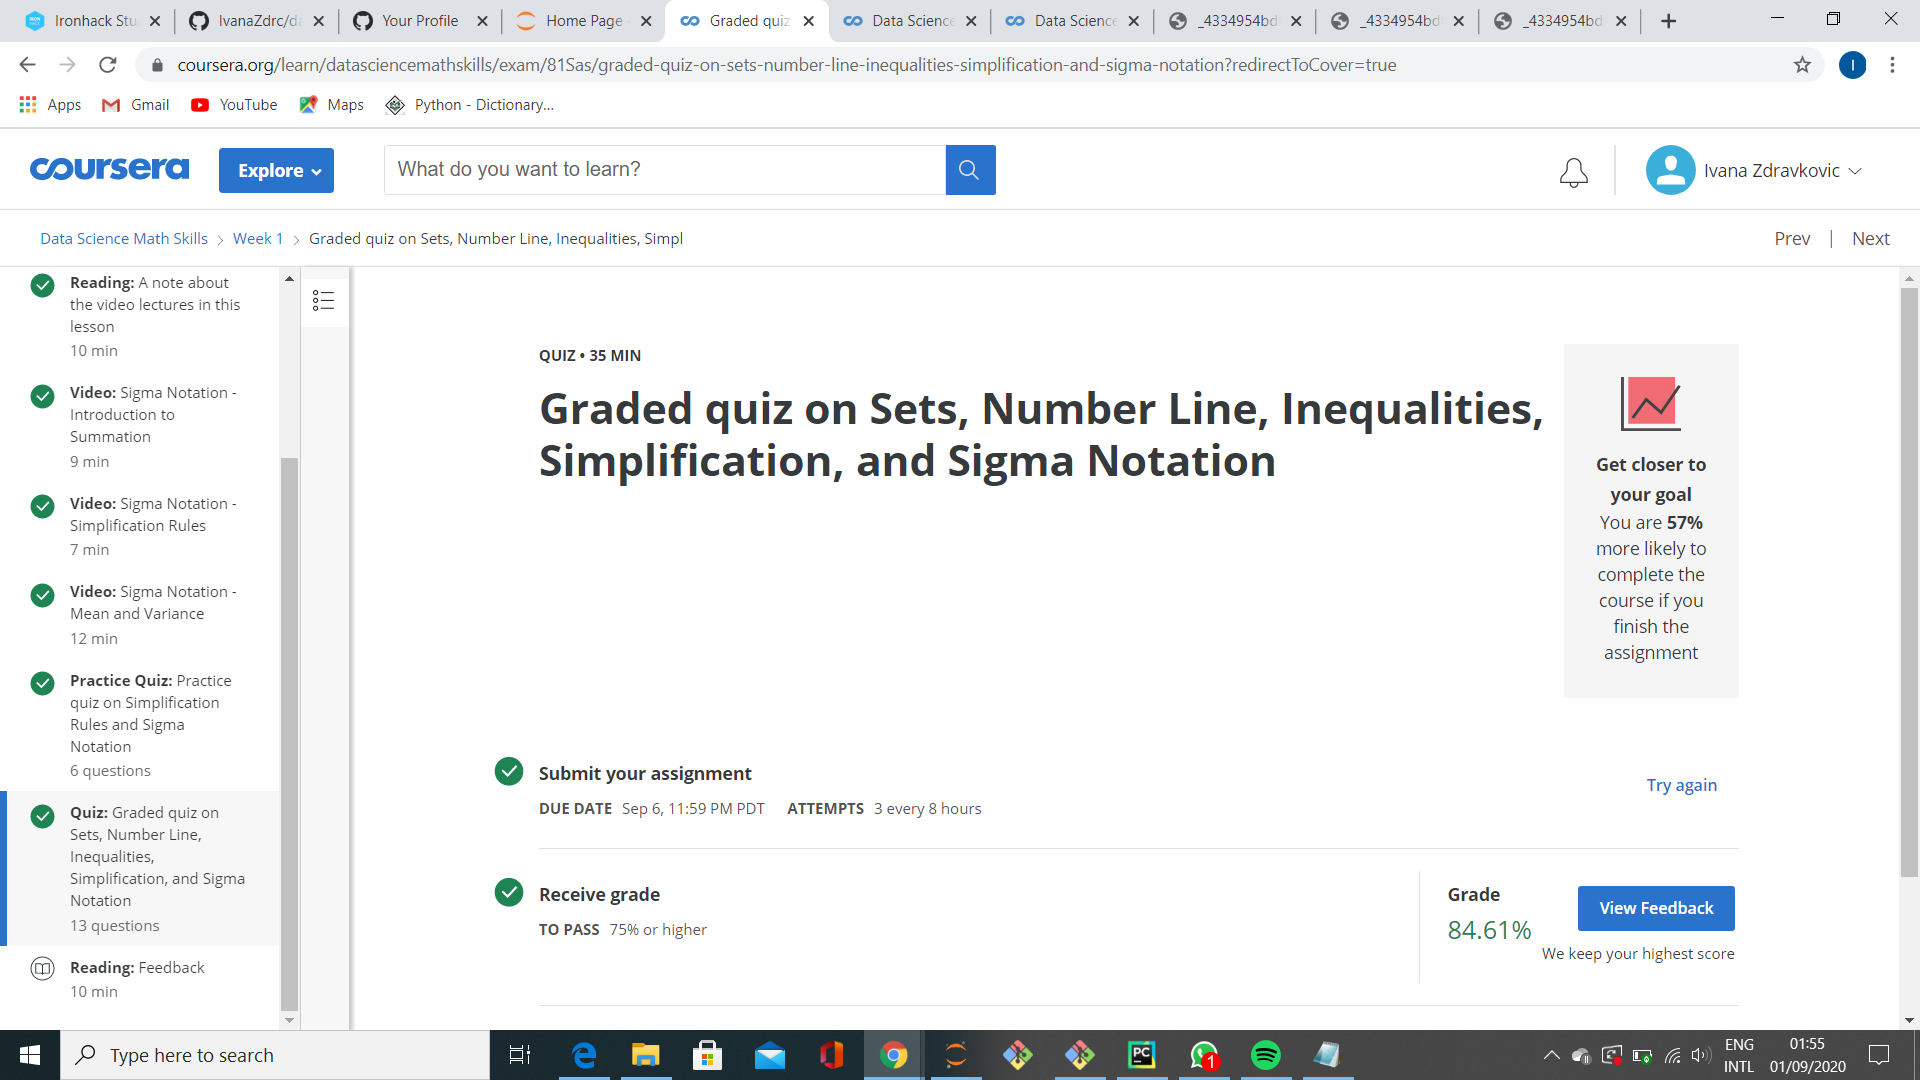 Ironhack Stu
IvanaZdrc/da
Your Profile
Home Page
Graded quiz
Data Science
Data Science
_4334954bd
_4334954bd
_4334954bd
coursera.org/learn/datasciencemathskills/exam/81Sas/graded-quiz-on-sets-number-line-inequalities-simplification-and-sigma-notation?redirectToCover=true
I
Apps
Gmail
YouTube
Maps
Python - Dictionary...
coursera
Explore
What do you want to learn?
Ivana Zdravkovic
Data Science Math Skills > Week 1 > Graded quiz on Sets, Number Line, Inequalities, Simpl
Prev | Next
Reading: A note about
the video lectures in this
lesson
10 min
Video: Sigma Notation -
Introduction to
Summation
9 min
Video: Sigma Notation -
Simplification Rules
7 min
Video: Sigma Notation -
Mean and Variance
12 min
Practice Quiz: Practice
quiz on Simplification
Rules and Sigma
Notation
6 questions
Quiz: Graded quiz on
Sets, Number Line,
Inequalities,
Simplification, and Sigma
Notation
13 questions
Reading: Feedback
10 min
QUIZ • 35 MIN
Graded quiz on Sets, Number Line, Inequalities,
Simplification, and Sigma Notation
Get closer to
your goal
You are 57%
more likely to
complete the
course if you
finish the
assignment
Submit your assignment
DUE DATE Sep 6, 11:59 PM PDT ATTEMPTS 3 every 8 hours
Try again
Receive grade
TO PASS 75% or higher
Grade
84.61%
View Feedback
We keep your highest score
Type here to search
PC
1
ENG
INTL
01:55
01/09/2020